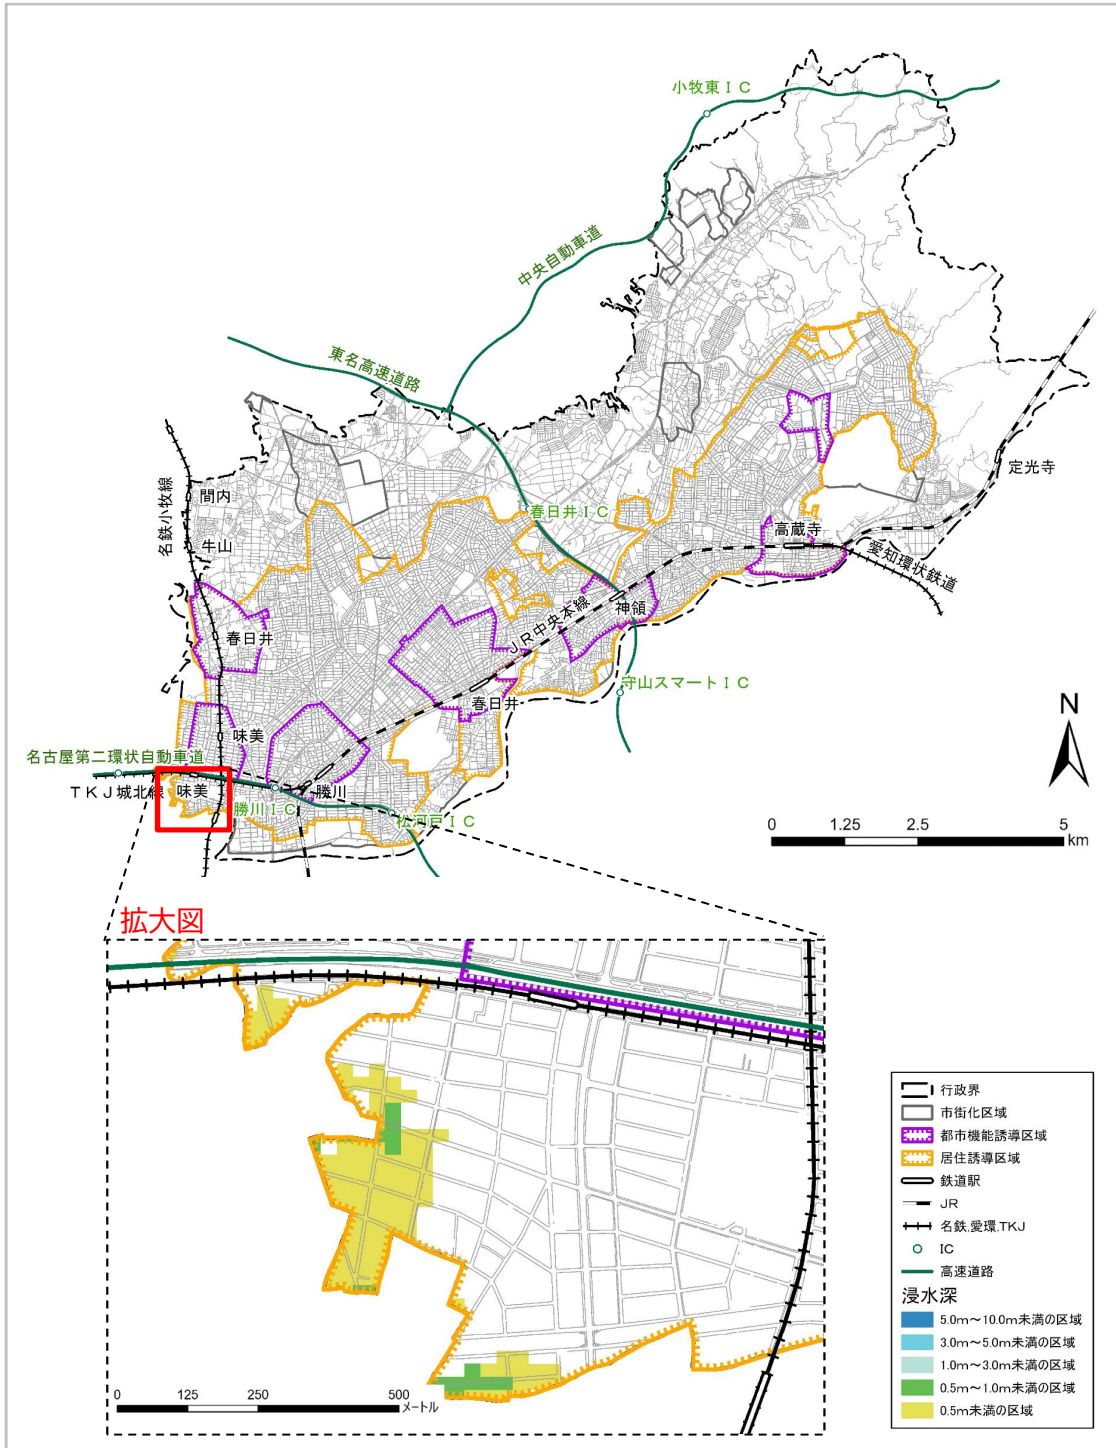 小牧東ＩＣ
中央自動車道
東名高速道路
定光寺
名鉄小牧線
間内
春日井ＩＣ
牛山
高蔵寺
愛知環状鉄道
ＪＲ中央本線
神領
春日井
守山スマートＩＣ
春日井
味美
名古屋第二環状自動車道
ＴＫＪ城北線
味美
勝川ＩＣ
勝川
松河戸ＩＣ
N
0 1.25 2.5 5
km
拡大図
0 125 250 500
メートル
行政界
市街化区域
都市機能誘導区域
居住誘導区域
鉄道駅
JR
名鉄,愛環,TKJ
IC
高速道路
浸水深
5.0m～10.0m未満の区域
3.0m～5.0m未満の区域
1.0m～3.0m未満の区域
0.5m～1.0m未満の区域
0.5m未満の区域